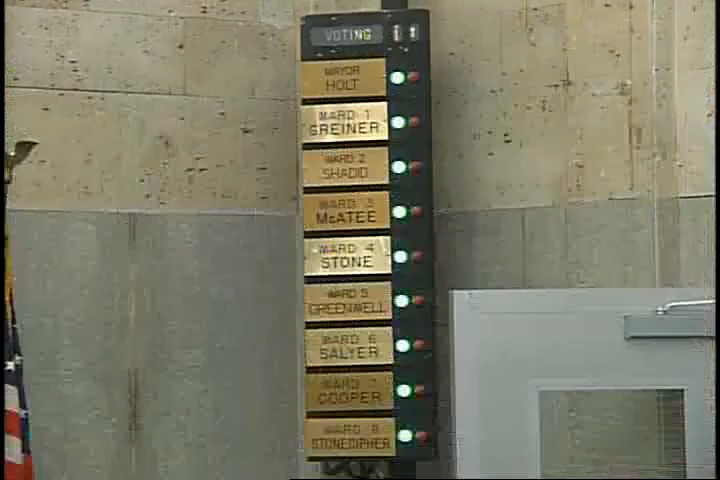 VOTING
MAYOR
HOLT
WARD 1
GREINER
WARD 2
SHADID
WARD 3
McATEE
WARD 4
STONE
WARD 5
GREENWELL
WARD 6
SALYER
WARD 7
COOPER
WARD 8
STONECIPHER